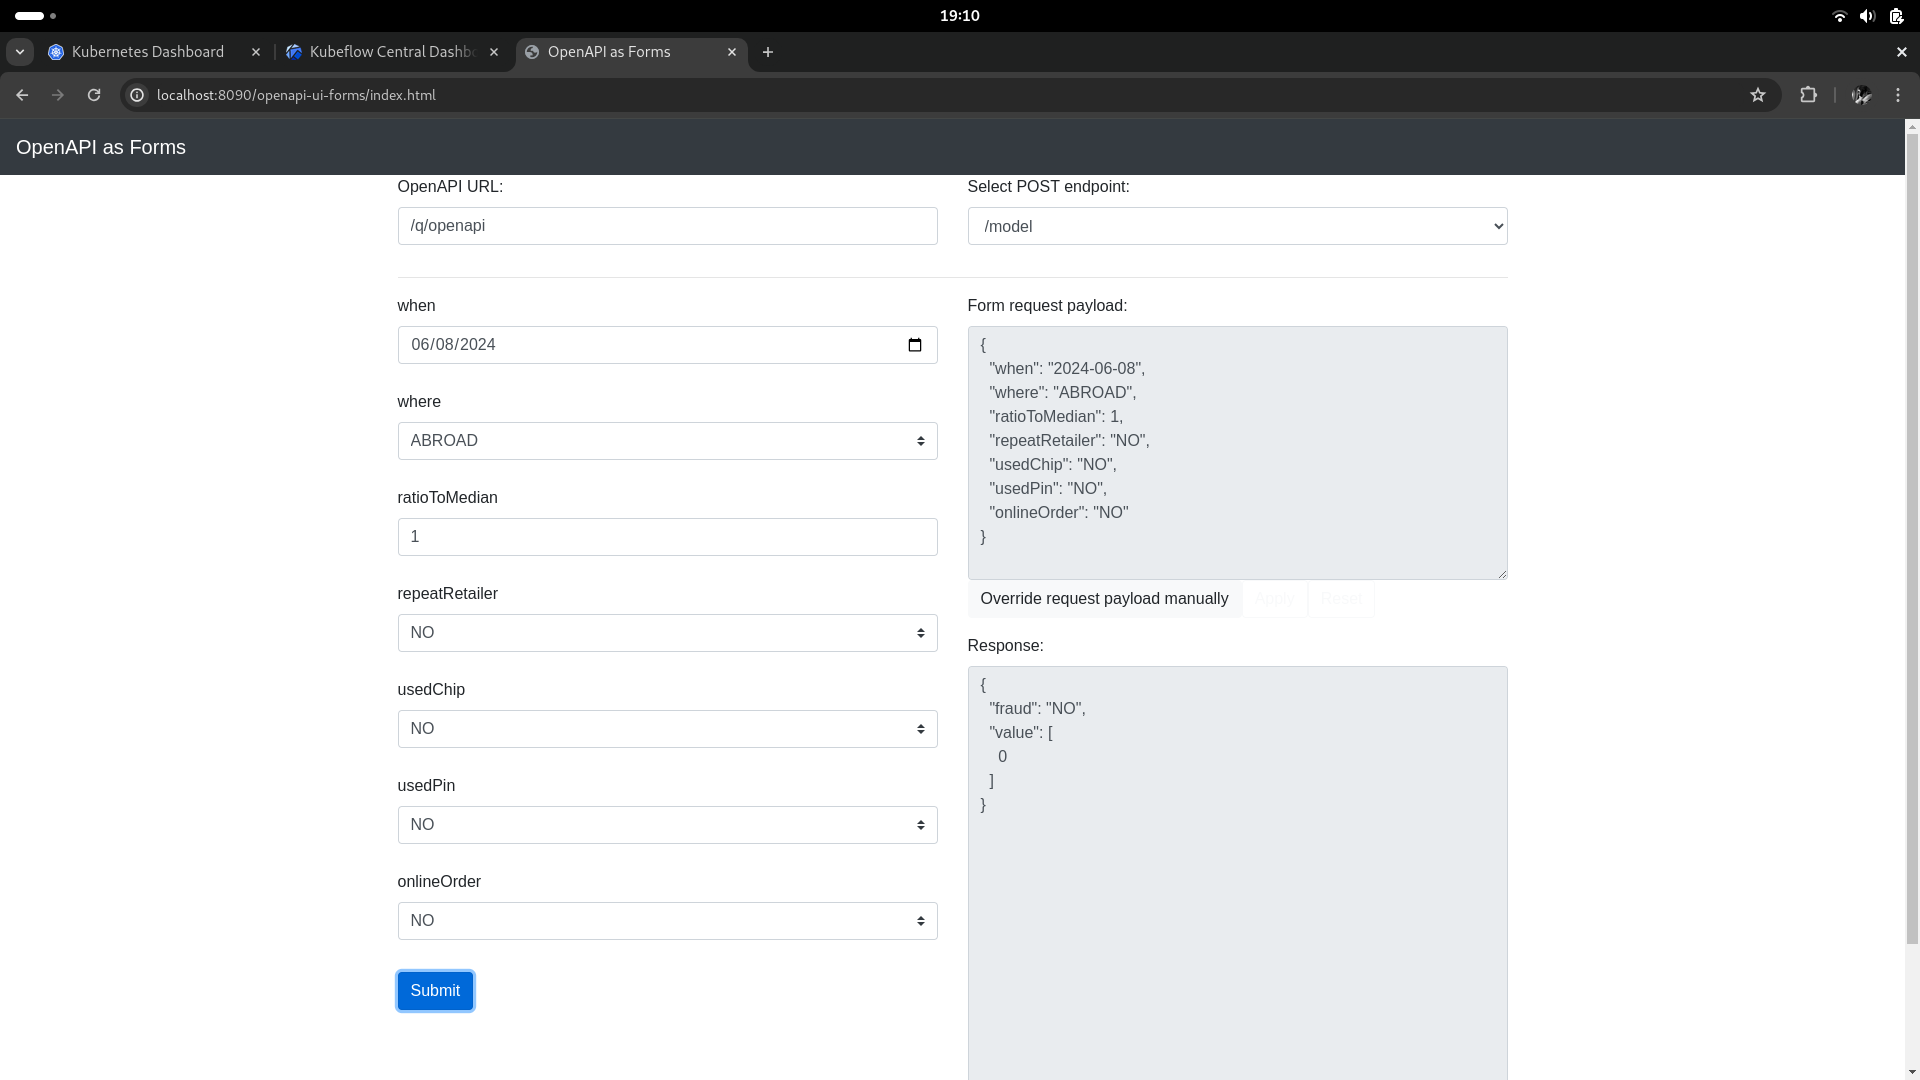 19:10
Kubernetes Dashboard
Kubeflow Central Dashbo
OpenAPI as Forms
localhost:8090/openapi-ui-forms/index.html
OpenAPI as Forms
OpenAPI URL:
/q/openapi
Select POST endpoint:
/model
when
06/08/2024
where
ABROAD
ratioToMedian
1
repeatRetailer
NO
usedChip
NO
usedPin
NO
onlineOrder
NO
Submit
Form request payload:
{
"when": "2024-06-08",
"where": "ABROAD",
"ratioToMedian": 1,
"repeatRetailer": "NO",
"usedChip": "NO",
"usedPin": "NO",
"onlineOrder": "NO"
}
Override request payload manually
Apply
Reset
Response:
{
"fraud": "NO",
"value": [
0
]
}